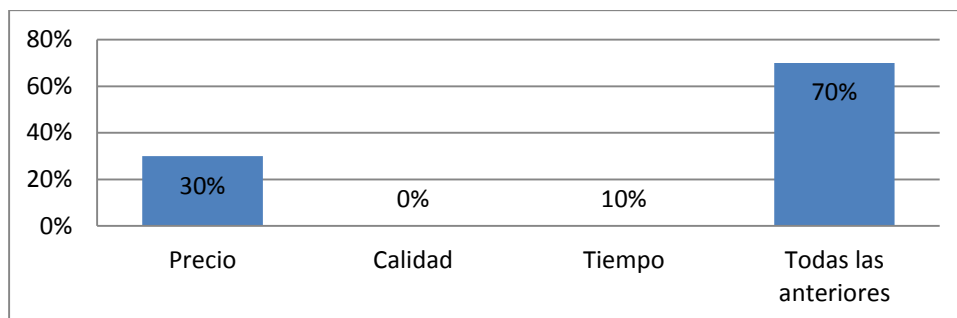 80%
60%
40%
20%
0%
30%
0%
10%
70%
Precio
Calidad
Tiempo
Todas las
anteriores